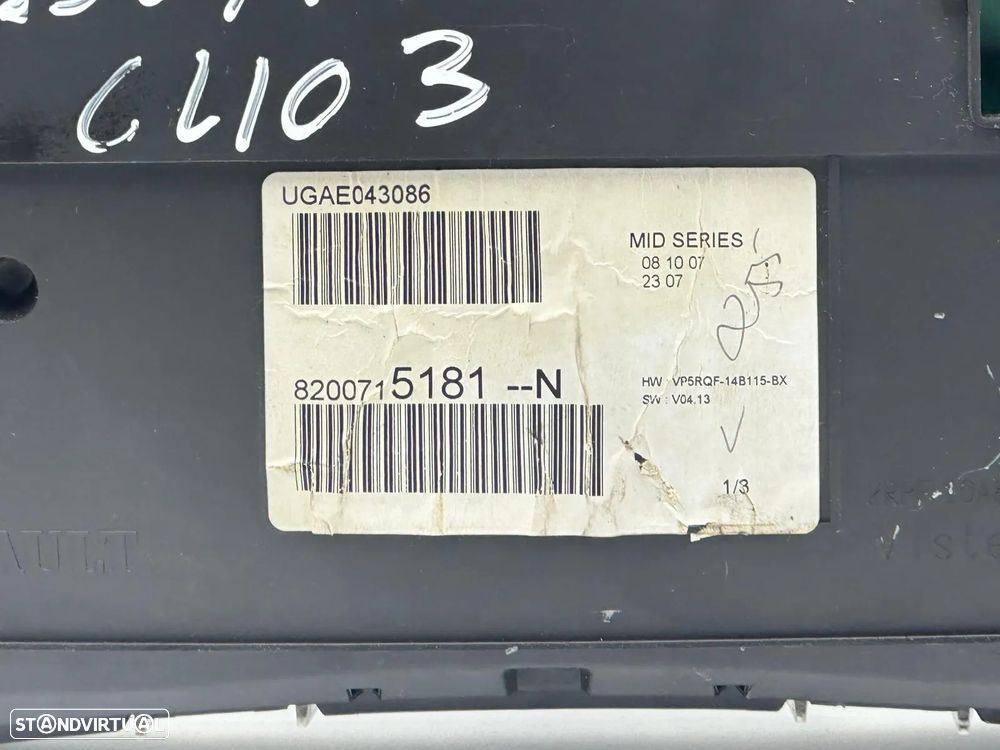 CLIO 3
UGAE043086
MID SERIES
08 10 07
23 07
25
8200715181 --N
HW : VP5RQF-14B115-BX
SW : V04.13
1/3
STANDVIRTUAL